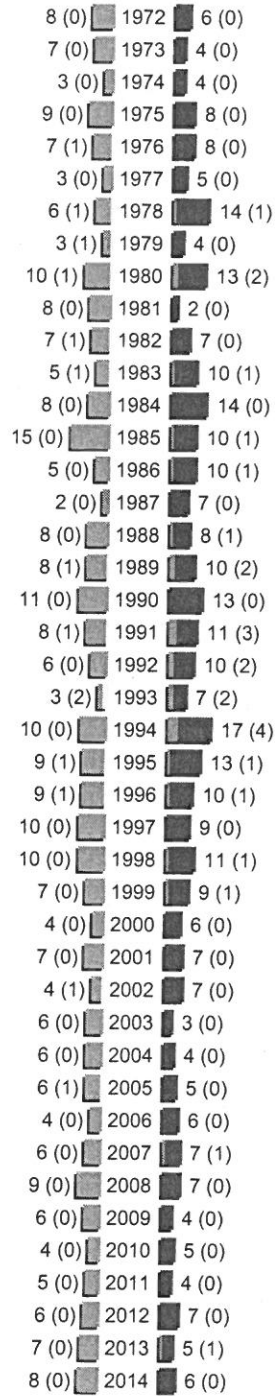 8 (0) 1972 6 (0)
7 (0) 1973 4 (0)
3 (0) 1974 4 (0)
9 (0) 1975 8 (0)
7 (1) 1976 8 (0)
3 (0) 1977 5 (0)
6 (1) 1978 14 (1)
3 (1) 1979 4 (0)
10 (1) 1980 13 (2)
8 (0) 1981 2 (0)
7 (1) 1982 7 (0)
5 (1) 1983 10 (1)
8 (0) 1984 14 (0)
15 (0) 1985 10 (1)
5 (0) 1986 10 (1)
2 (0) 1987 7 (0)
8 (0) 1988 8 (1)
8 (1) 1989 10 (2)
11 (0) 1990 13 (0)
8 (1) 1991 11 (3)
6 (0) 1992 10 (2)
3 (2) 1993 7 (2)
10 (0) 1994 17 (4)
9 (1) 1995 13 (1)
9 (1) 1996 10 (1)
10 (0) 1997 9 (0)
10 (0) 1998 11 (1)
7 (0) 1999 9 (1)
4 (0) 2000 6 (0)
7 (0) 2001 7 (0)
4 (1) 2002 7 (0)
6 (0) 2003 3 (0)
6 (0) 2004 4 (0)
6 (1) 2005 5 (0)
4 (0) 2006 6 (0)
6 (0) 2007 7 (1)
9 (0) 2008 7 (0)
6 (0) 2009 4 (0)
4 (0) 2010 5 (0)
5 (0) 2011 4 (0)
6 (0) 2012 7 (0)
7 (0) 2013 5 (1)
8 (0) 2014 6 (0)